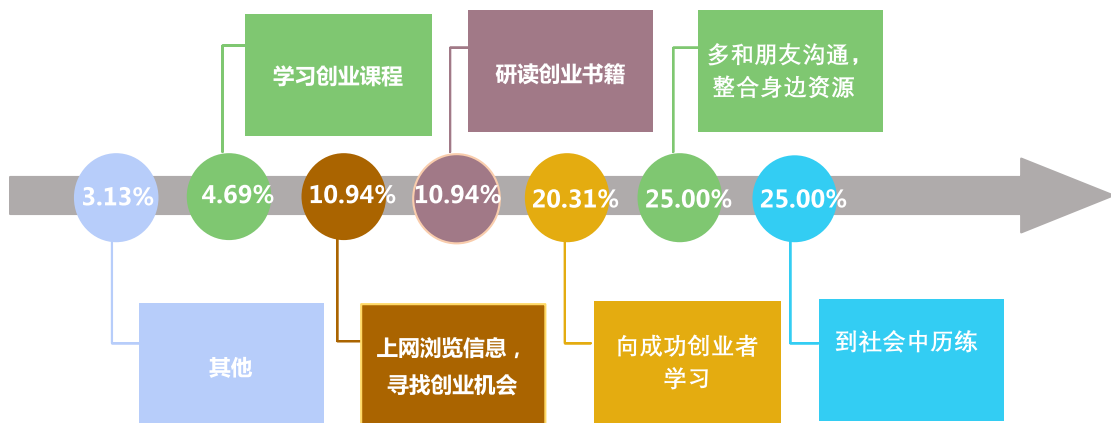 学习创业课程
研读创业书籍
多和朋友沟通，
整合身边资源
3.13%
4.69%
10.94%
10.94%
20.31%
25.00%
25.00%
其他
上网浏览信息，
寻找创业机会
向成功创业者
学习
到社会中历练